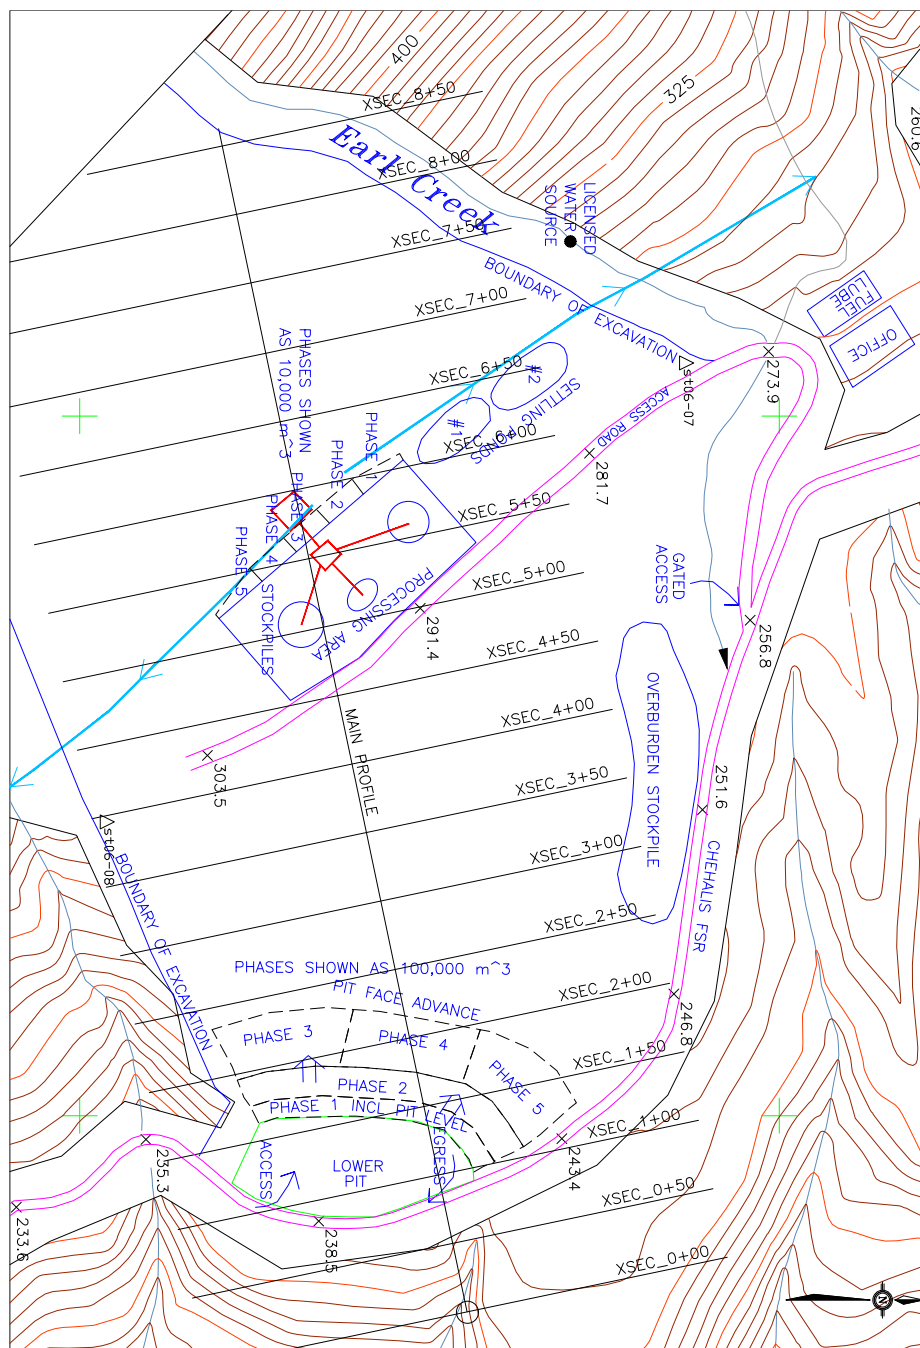 400
325
260.6
XSEC_8+50
Earl Creek
XSEC_8+00
LICENSED
WATER
SOURCE
XSEC_7+50
BOUNDARY OF EXCAVATION
XSEC_7+00
FUEL
LUBE
OFFICE
PHASES SHOWN
AS 10,000 m^3
XSEC_6+50
#2
SETTLING PONDS
#1
st06-07
273.9
ACCESS ROAD
XSEC_6+00
PHASE 1
PHASE 2
PHASE 3
PHASE 4
PHASE 5
281.7
XSEC_5+50
STOCKPILES
PROCESSING AREA
XSEC_5+00
GATED
ACCESS
256.8
291.4
XSEC_4+50
OVERBURDEN STOCKPILE
XSEC_4+00
MAIN PROFILE
303.5
XSEC_3+50
251.6
st06-08
XSEC_3+00
CHEHALIS FSR
BOUNDARY OF EXCAVATION
XSEC_2+50
PHASES SHOWN AS 100,000 m^3
XSEC_2+00
PIT FACE ADVANCE
246.8
PHASE 3
PHASE 4
XSEC_1+50
PHASE 5
PHASE 2
PHASE 1 INCL PIT LEVEL
XSEC_1+00
EGRESS
ACCESS
LOWER
PIT
235.3
243.4
XSEC_0+50
233.6
238.5
XSEC_0+00
N